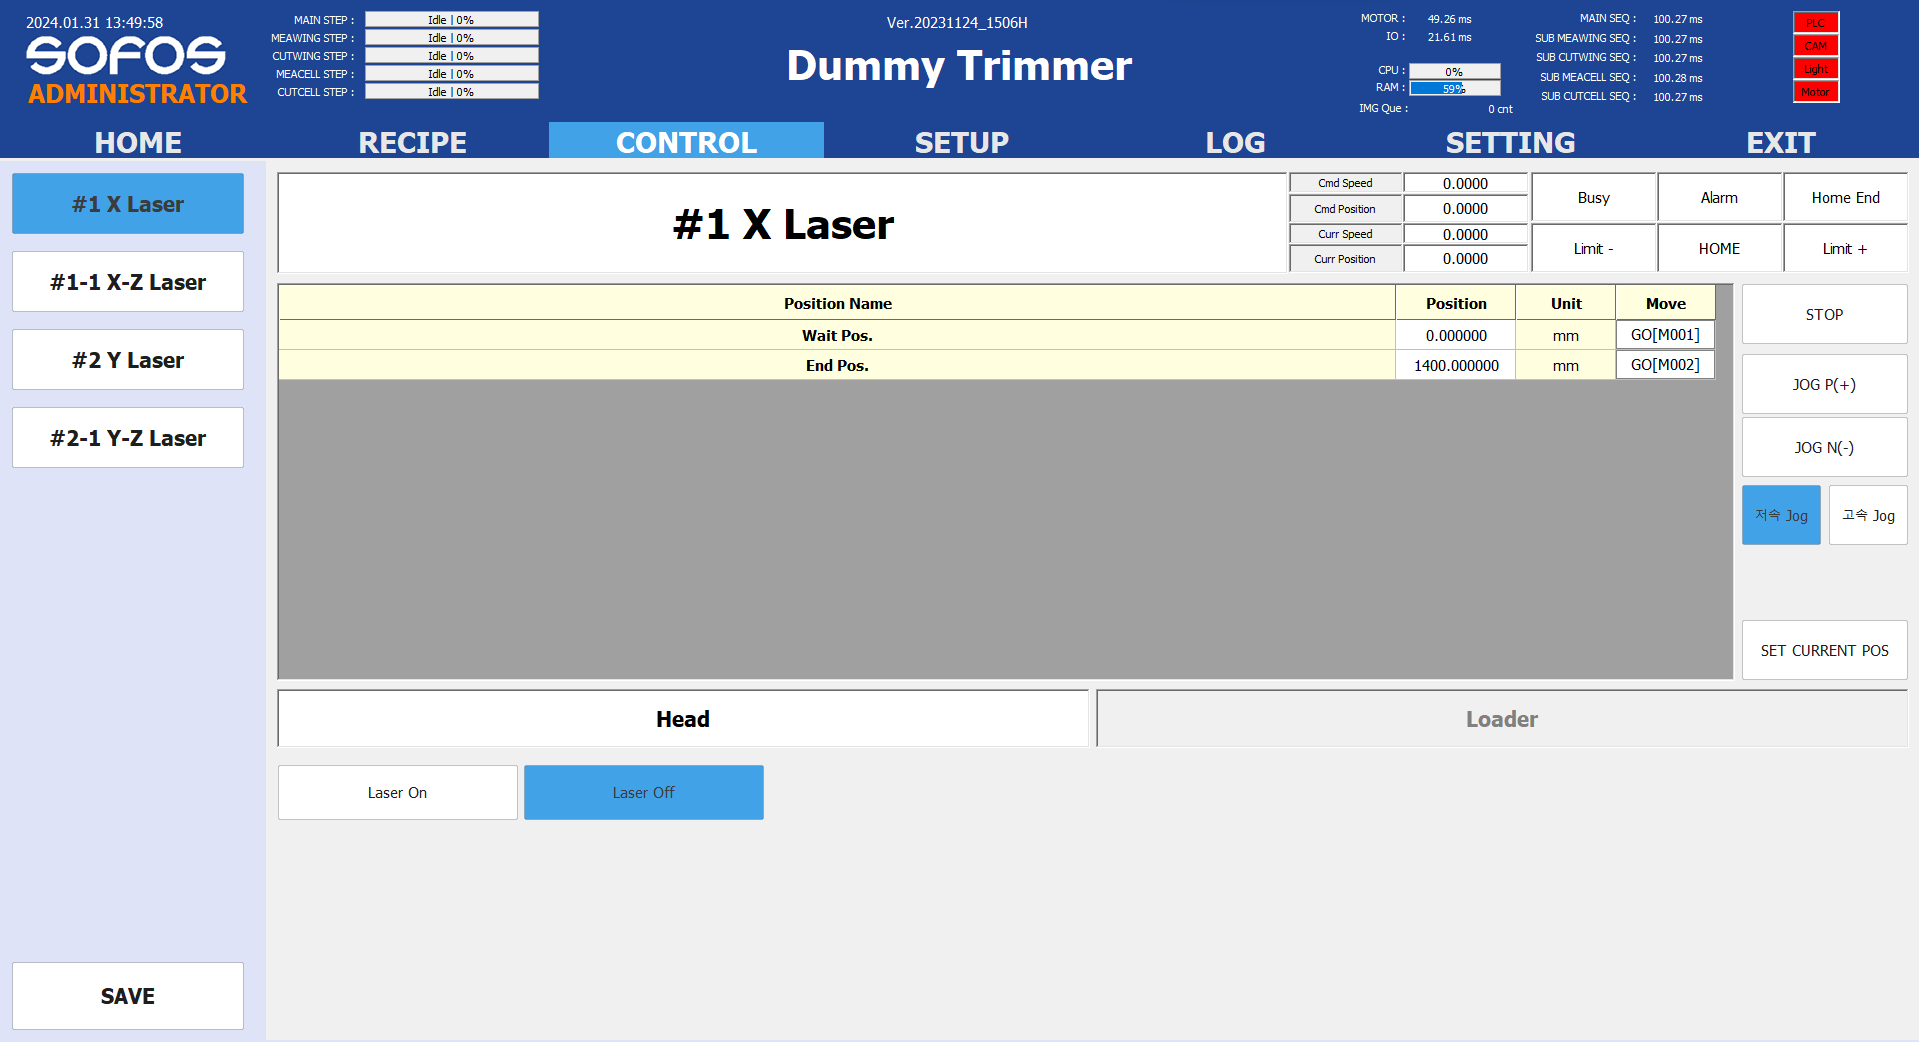 2024.01.31 13:49:58
SOFOS
ADMINISTRATOR
MAIN STEP : Idle | 0%
MEAWING STEP : Idle | 0%
CUTWING STEP : Idle | 0%
MEACELL STEP : Idle | 0%
CUTCELL STEP : Idle | 0%
Ver.20231124_1506H
Dummy Trimmer
MOTOR : 49.26 ms
IO : 21.61 ms
CPU : 0%
RAM : 59%
IMG Que : 0 cnt
MAIN SEQ : 100.27 ms
SUB MEAWING SEQ : 100.27 ms
SUB CUTWING SEQ : 100.27 ms
SUB MEACELL SEQ : 100.28 ms
SUB CUTCELL SEQ : 100.27 ms
PLC
CAM
Light
Motor
HOME RECIPE CONTROL SETUP LOG SETTING EXIT
#1 X Laser
#1-1 X-Z Laser
#2 Y Laser
#2-1 Y-Z Laser
SAVE
#1 X Laser
Cmd Speed 0.0000
Cmd Position 0.0000
Curr Speed 0.0000
Curr Position 0.0000
Busy Alarm Home End
Limit - HOME Limit +
Position Name Position Unit Move
Wait Pos. 0.000000 mm GO[M001]
End Pos. 1400.000000 mm GO[M002]
STOP
JOG P(+)
JOG N(-)
저속 Jog 고속 Jog
SET CURRENT POS
Head Loader
Laser On Laser Off